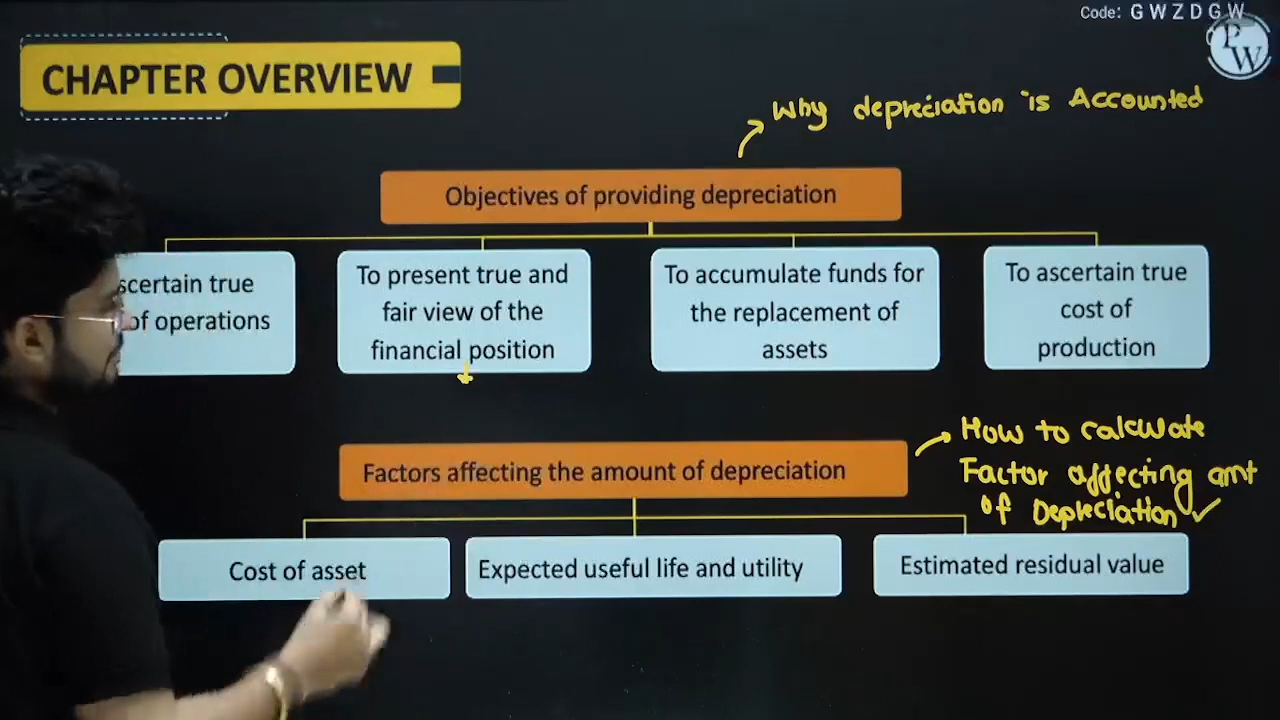 Code: G W Z D G W
PW
CHAPTER OVERVIEW
Why depreciation is Accounted
Objectives of providing depreciation
scertain true
of operations
To present true and
fair view of the
financial position
To accumulate funds for
the replacement of
assets
To ascertain true
cost of
production
Factors affecting the amount of depreciation
How to calculate
Factor affecting amt
of Depreciation
Cost of asset
Expected useful life and utility
Estimated residual value